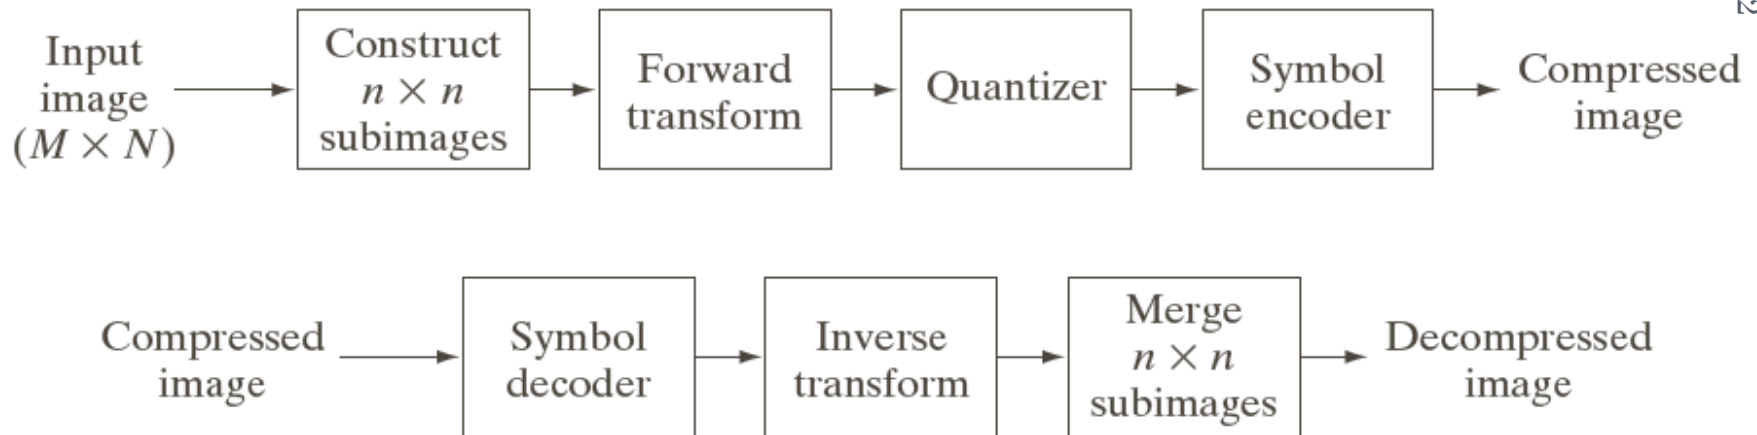 Input
image
(M × N)
Construct
n × n
subimages
Forward
transform
Quantizer
Symbol
encoder
Compressed
image
Compressed
image
Symbol
decoder
Inverse
transform
Merge
n × n
subimages
Decompressed
image